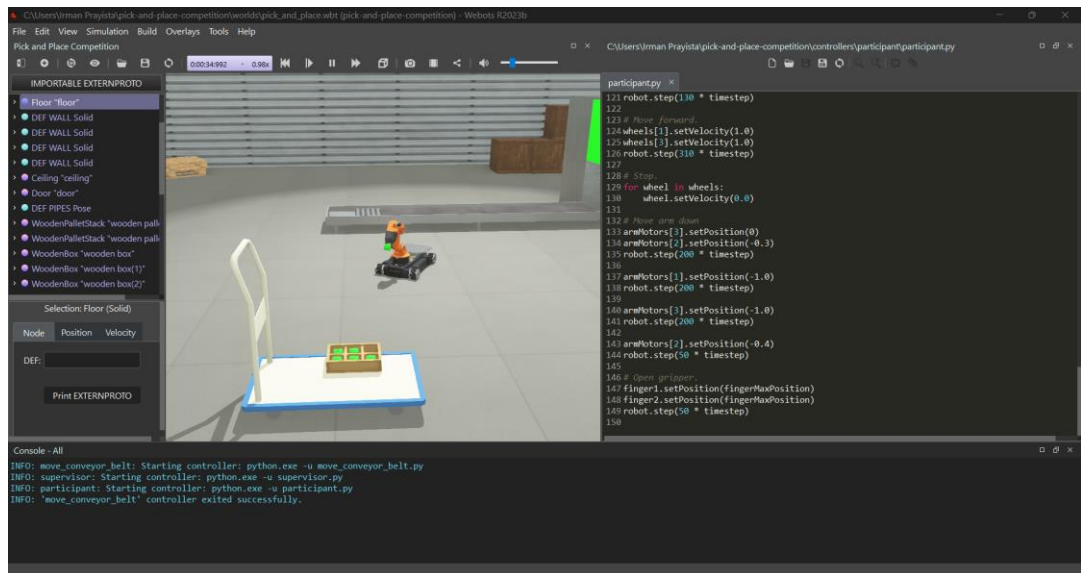 C:\Users\Irman Prayista\pick-and-place-competition\worlds\pick_and_place.wbt (pick-and-place-competition) - Webots R2023b
File Edit View Simulation Build Overlays Tools Help
Pick and Place Competition
0:00:34:992 - 0.98x
IMPORTABLE EXTERNPROTO
Floor "floor"
DEF WALL Solid
DEF WALL Solid
DEF WALL Solid
DEF WALL Solid
Ceiling "ceiling"
Door "door"
DEF PIPES Pose
WoodenPalletStack "wooden pall
WoodenPalletStack "wooden pall
WoodenBox "wooden box"
WoodenBox "wooden box(1)"
WoodenBox "wooden box(2)"
Selection: Floor (Solid)
Node Position Velocity
DEF:
Print EXTERNPROTO
C:\Users\Irman Prayista\pick-and-place-competition\controllers\participant\participant.py
participant.py
121 robot.step(130 * timestep)
122
123 # Move forward.
124 wheels[1].setVelocity(1.0)
125 wheels[3].setVelocity(1.0)
126 robot.step(310 * timestep)
127
128 # Stop.
129 for wheel in wheels:
130     wheel.setVelocity(0.0)
131
132 # Move arm down
133 armMotors[3].setPosition(0)
134 armMotors[2].setPosition(-0.3)
135 robot.step(200 * timestep)
136
137 armMotors[1].setPosition(-1.0)
138 robot.step(200 * timestep)
139
140 armMotors[3].setPosition(-1.0)
141 robot.step(200 * timestep)
142
143 armMotors[2].setPosition(-0.4)
144 robot.step(50 * timestep)
145
146 # Open gripper.
147 finger1.setPosition(fingerMaxPosition)
148 finger2.setPosition(fingerMaxPosition)
149 robot.step(50 * timestep)
150
Console - All
INFO: move_conveyor_belt: Starting controller: python.exe -u move_conveyor_belt.py
INFO: supervisor: Starting controller: python.exe -u supervisor.py
INFO: participant: Starting controller: python.exe -u participant.py
INFO: 'move_conveyor_belt' controller exited successfully.